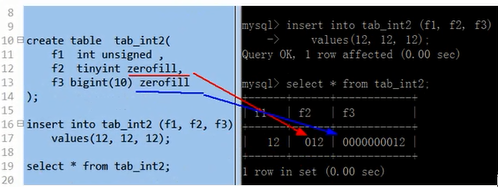 8
9
10 create table  tab_int2(
11 f1  int unsigned ,
12 f2  tinyint zerofill,
13 f3 bigint(10) zerofill
14 );
15
16 insert into tab_int2 (f1, f2, f3)
17 values(12, 12, 12);
18
19 select * from tab_int2;
20
mysql> insert into tab_int2 (f1, f2, f3)
-> values(12, 12, 12);
Query OK, 1 row affected (0.00 sec)
mysql> select * from tab_int2;
| f1 | f2 | f3 |
| 12 | 012 | 0000000012 |
1 row in set (0.00 sec)